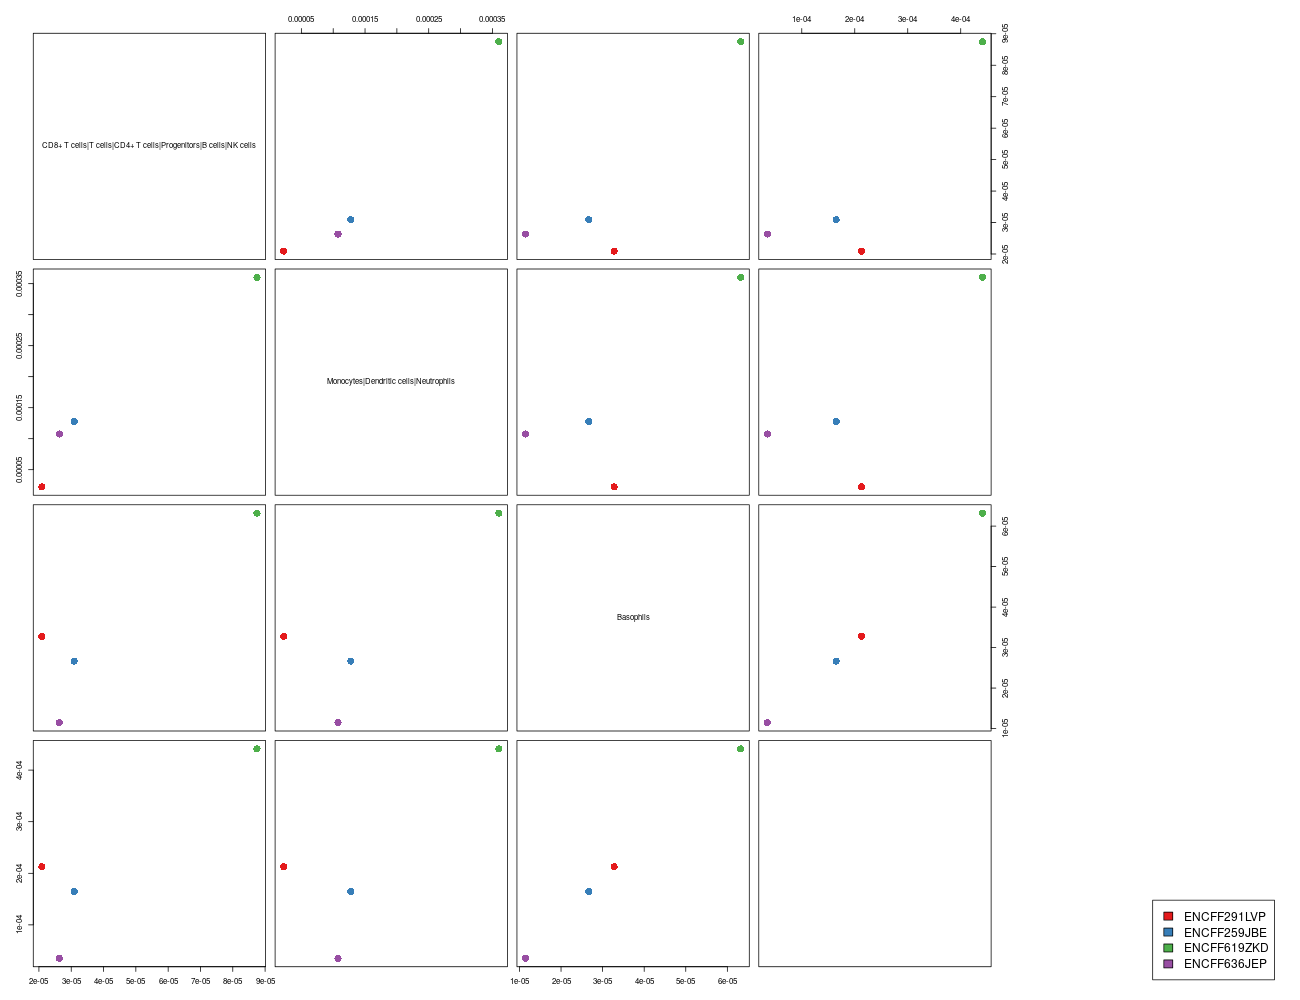 0.00005 0.00015 0.00025 0.00035
1e-04 2e-04 3e-04 4e-04
CD8+ T cells|T cells|CD4+ T cells|Progenitors|B cells|NK cells
9e-05
8e-05
7e-05
6e-05
5e-05
4e-05
3e-05
2e-05
0.00035
0.00025
0.00015
0.00005
Monocytes|Dendritic cells|Neutrophils
Basophils
6e-05
5e-05
4e-05
3e-05
2e-05
1e-05
4e-04
3e-04
2e-04
1e-04
2e-05 3e-05 4e-05 5e-05 6e-05 7e-05 8e-05 9e-05
1e-05 2e-05 3e-05 4e-05 5e-05 6e-05
ENCFF291LVP
ENCFF259JBE
ENCFF619ZKD
ENCFF636JEP